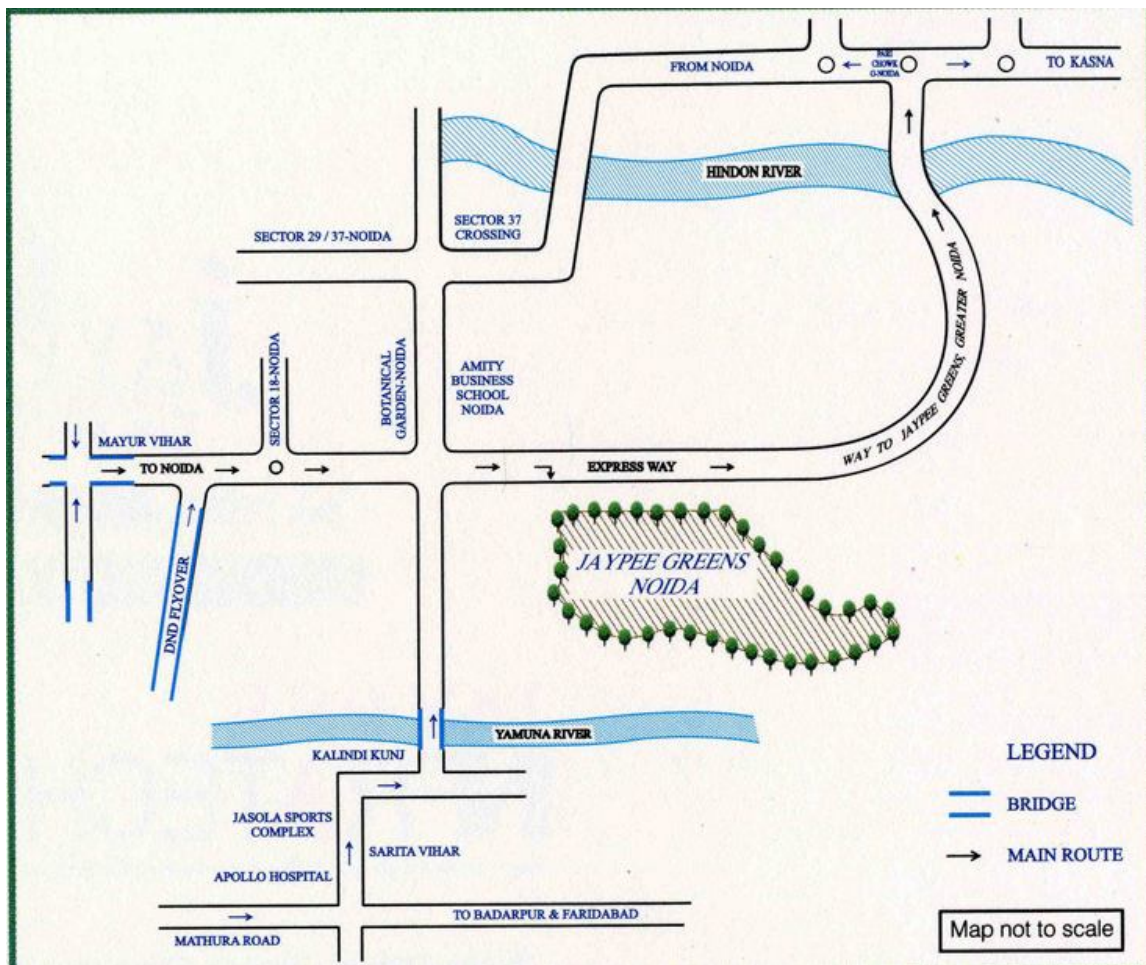 FROM NOIDA
PARI
CHOWK
G-NOIDA
TO KASNA
HINDON RIVER
SECTOR 37
CROSSING
SECTOR 29 / 37-NOIDA
WAY TO JAYPEE GREENS, GREATER NOIDA
SECTOR 18-NOIDA
BOTANICAL
GARDEN-NOIDA
AMITY
BUSINESS
SCHOOL
NOIDA
MAYUR VIHAR
TO NOIDA
EXPRESS WAY
JAYPEE GREENS
NOIDA
DND FLYOVER
YAMUNA RIVER
KALINDI KUNJ
LEGEND
BRIDGE
MAIN ROUTE
JASOLA SPORTS
COMPLEX
SARITA VIHAR
APOLLO HOSPITAL
TO BADARPUR & FARIDABAD
MATHURA ROAD
Map not to scale